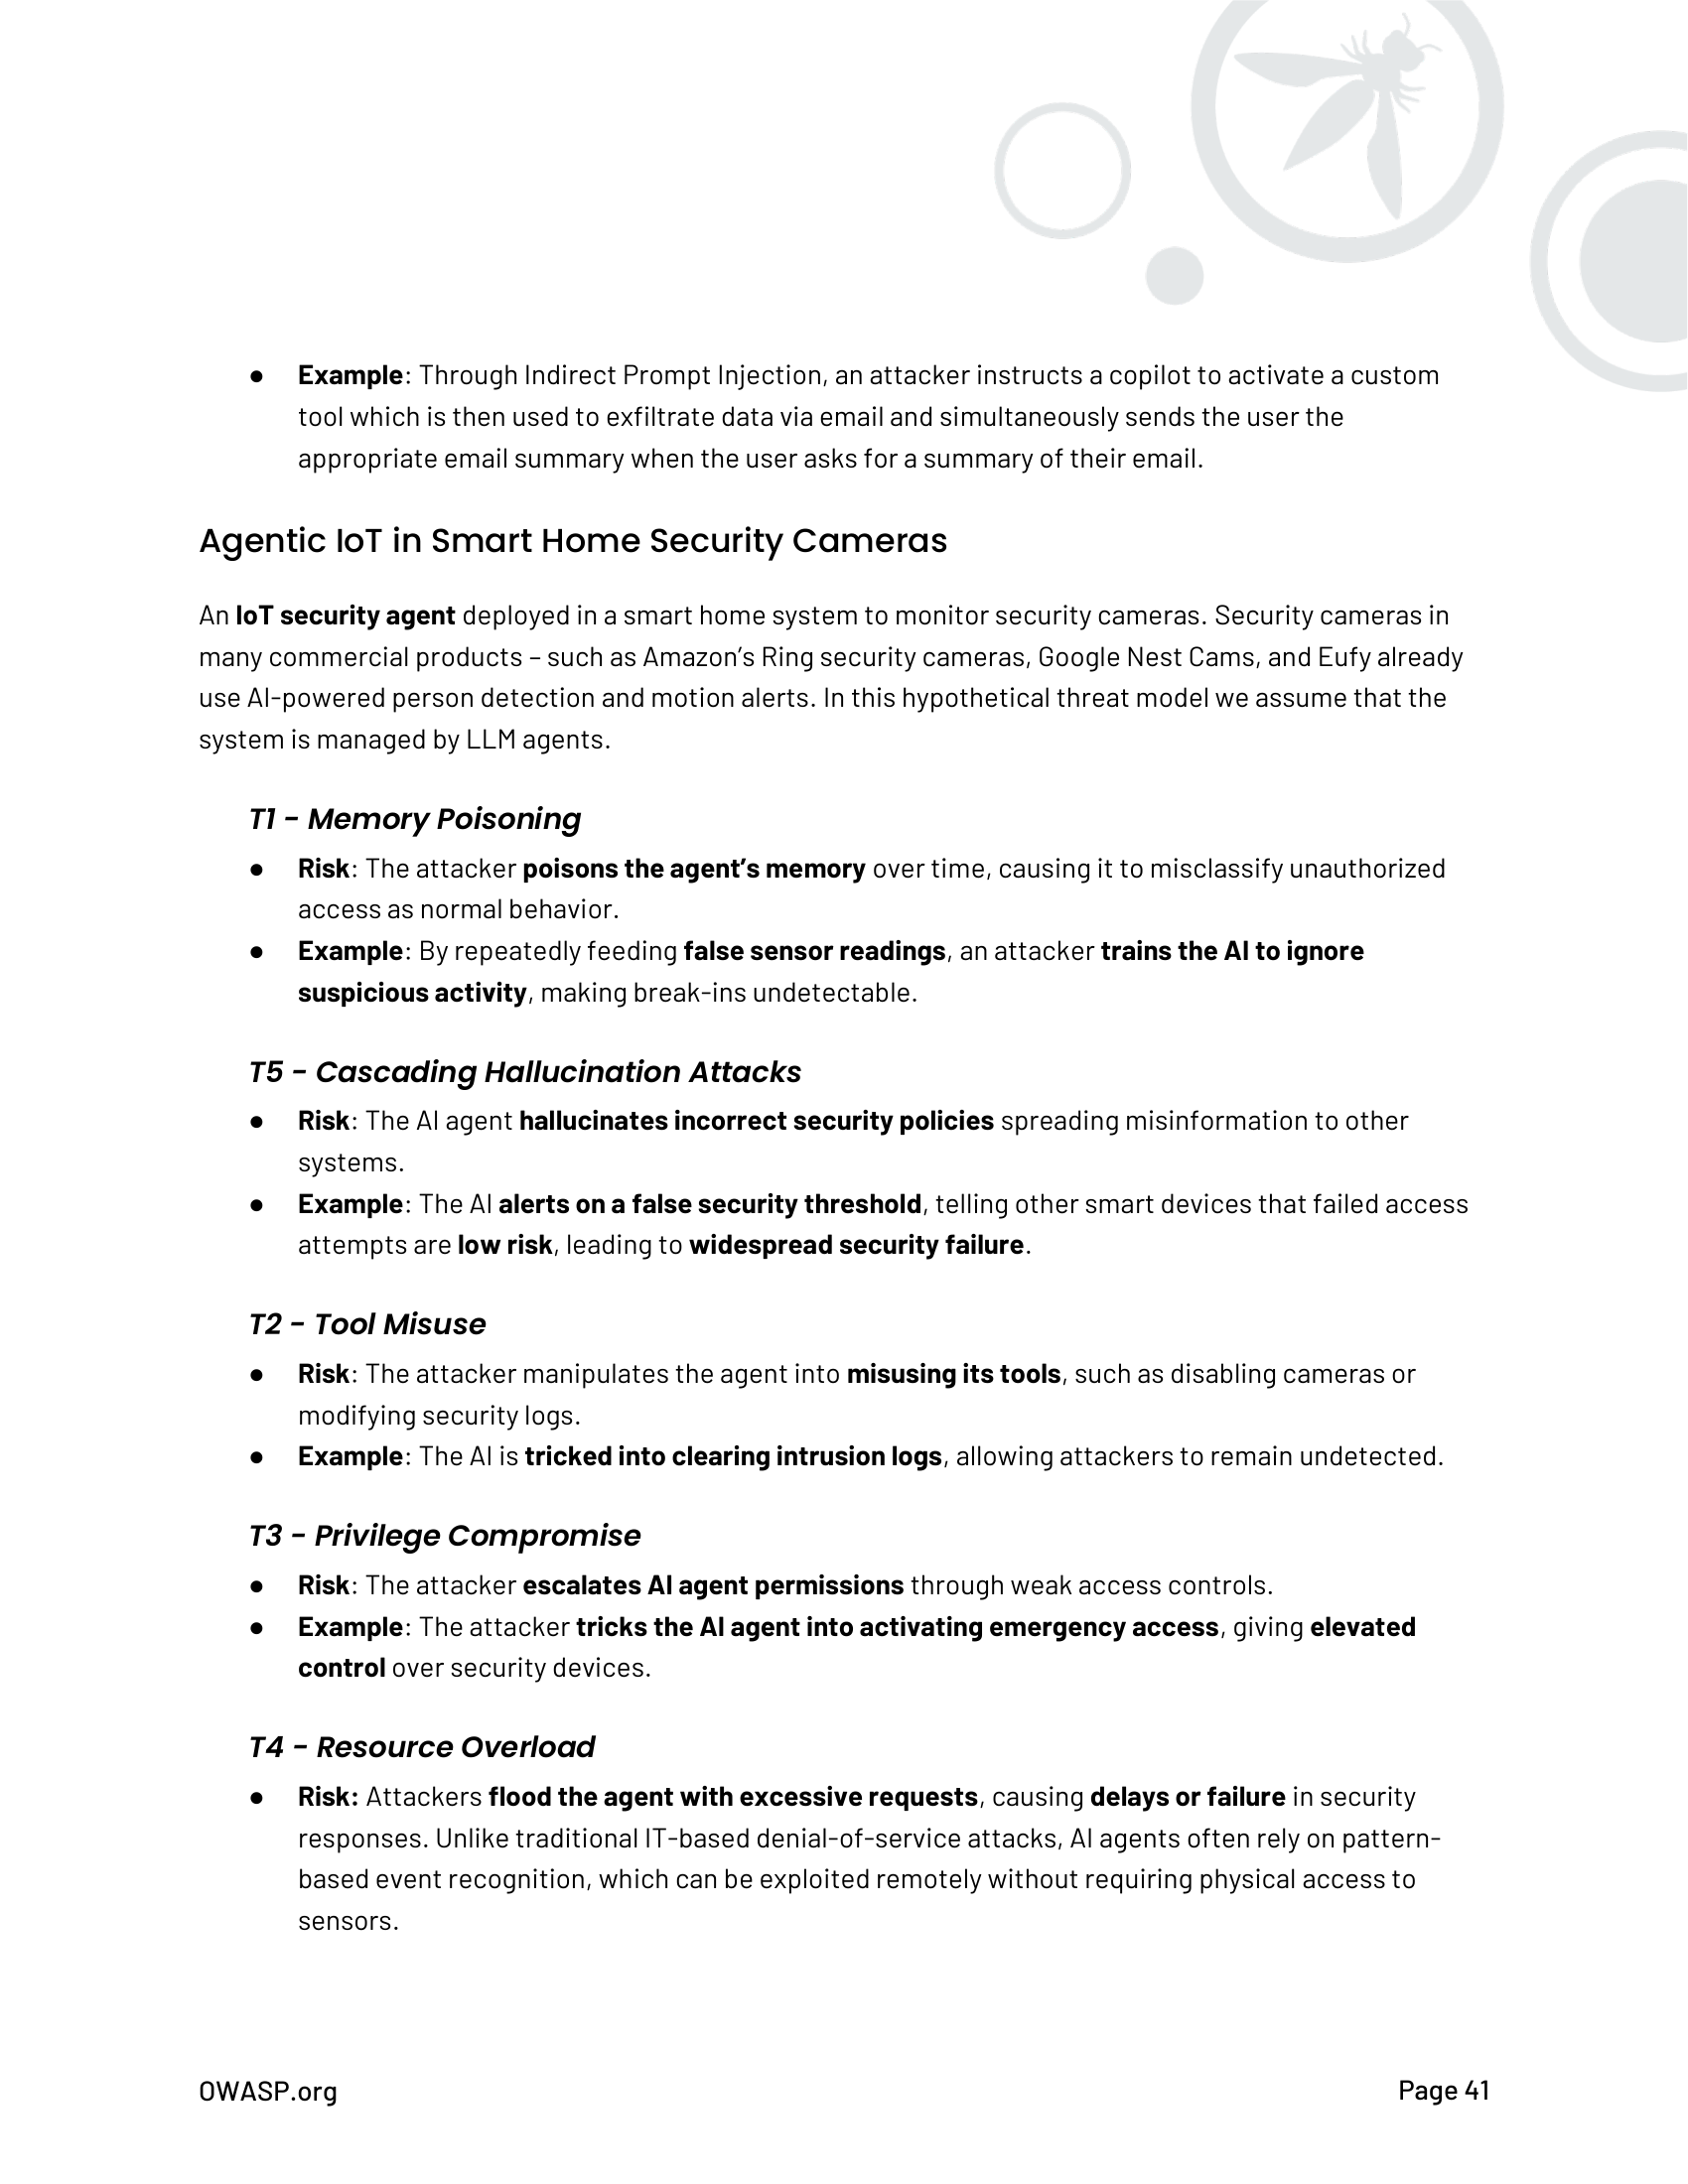 ● Example: Through Indirect Prompt Injection, an attacker instructs a copilot to activate a custom
tool which is then used to exfiltrate data via email and simultaneously sends the user the
appropriate email summary when the user asks for a summary of their email.
Agentic IoT in Smart Home Security Cameras
An IoT security agent deployed in a smart home system to monitor security cameras. Security cameras in
many commercial products – such as Amazon’s Ring security cameras, Google Nest Cams, and Eufy already
use AI-powered person detection and motion alerts. In this hypothetical threat model we assume that the
system is managed by LLM agents.
T1 - Memory Poisoning
● Risk: The attacker poisons the agent’s memory over time, causing it to misclassify unauthorized
access as normal behavior.
● Example: By repeatedly feeding false sensor readings, an attacker trains the AI to ignore
suspicious activity, making break-ins undetectable.
T5 - Cascading Hallucination Attacks
● Risk: The AI agent hallucinates incorrect security policies spreading misinformation to other
systems.
● Example: The AI alerts on a false security threshold, telling other smart devices that failed access
attempts are low risk, leading to widespread security failure.
T2 - Tool Misuse
● Risk: The attacker manipulates the agent into misusing its tools, such as disabling cameras or
modifying security logs.
● Example: The AI is tricked into clearing intrusion logs, allowing attackers to remain undetected.
T3 - Privilege Compromise
● Risk: The attacker escalates AI agent permissions through weak access controls.
● Example: The attacker tricks the AI agent into activating emergency access, giving elevated
control over security devices.
T4 - Resource Overload
● Risk: Attackers flood the agent with excessive requests, causing delays or failure in security
responses. Unlike traditional IT-based denial-of-service attacks, AI agents often rely on pattern-
based event recognition, which can be exploited remotely without requiring physical access to
sensors.
OWASP.org
Page 41